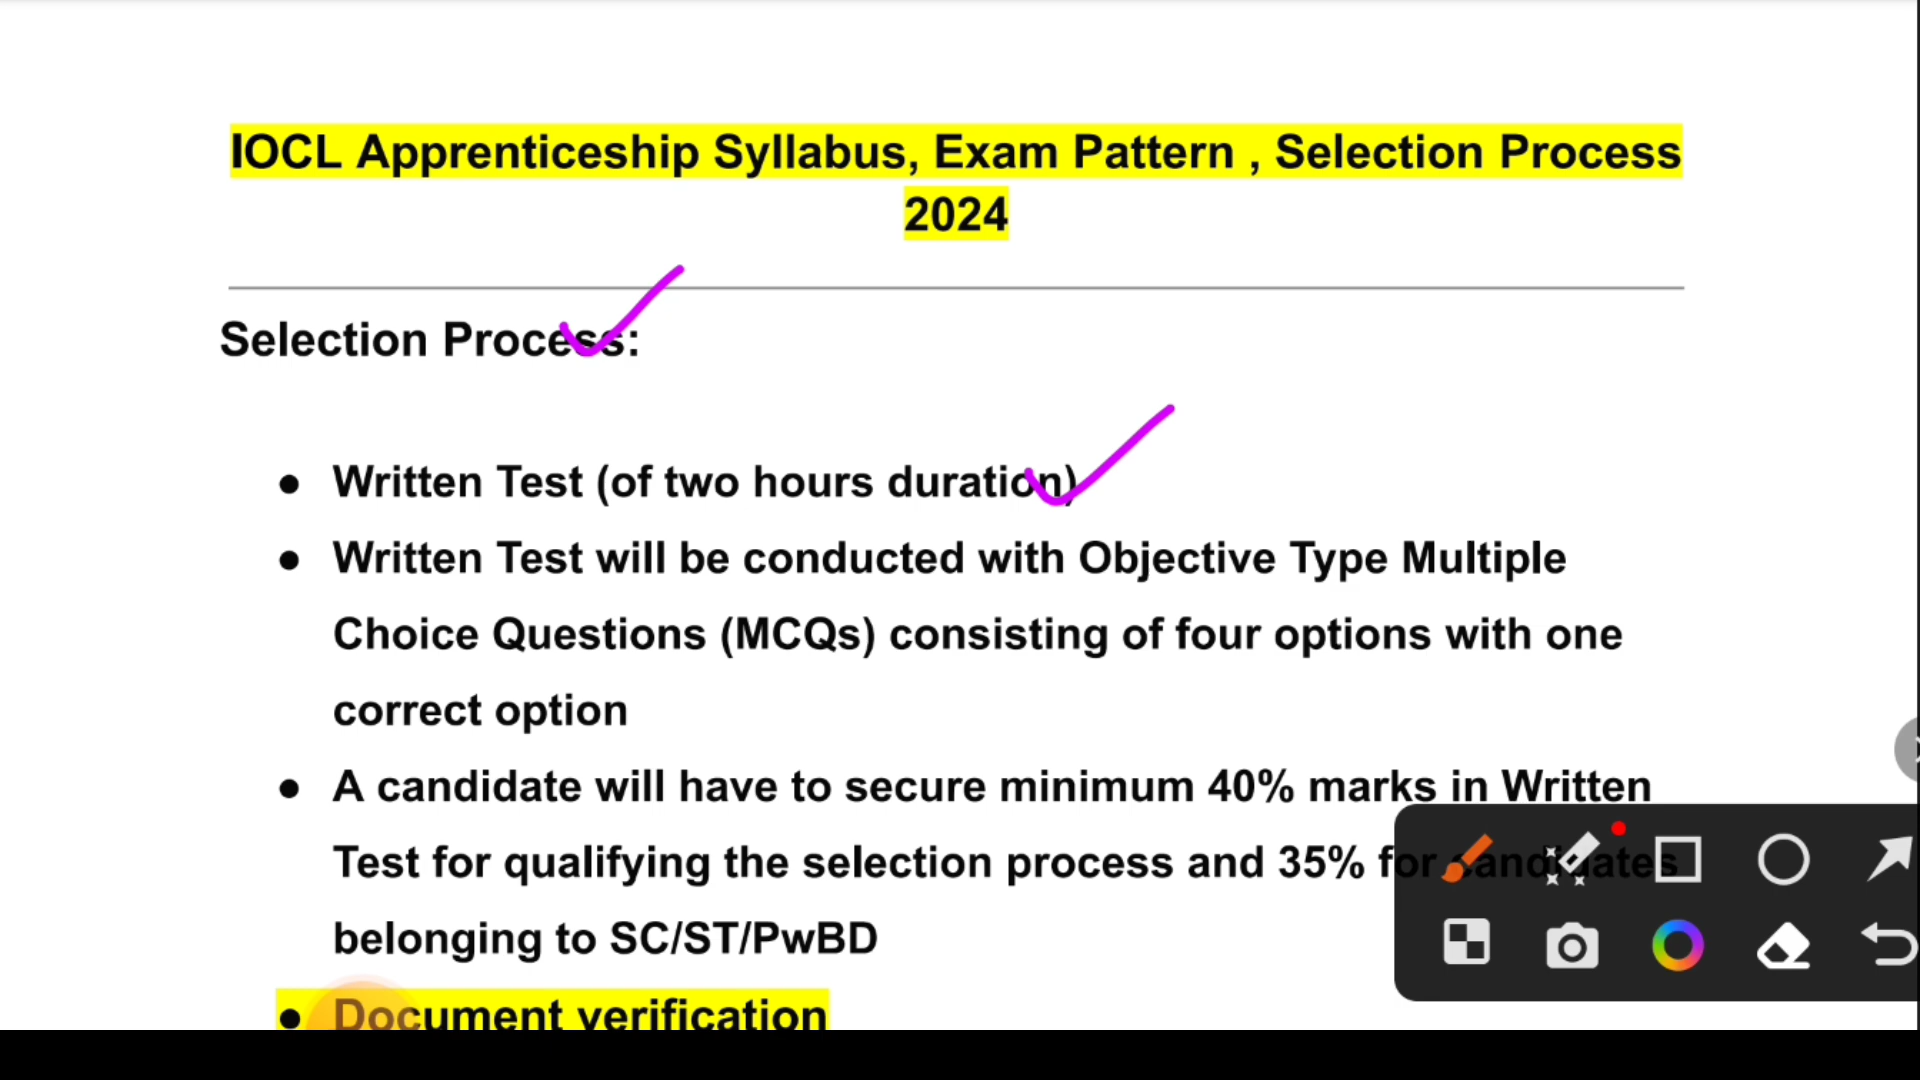 IOCL Apprenticeship Syllabus, Exam Pattern , Selection Process
2024
Selection Process:
● Written Test (of two hours duration)
● Written Test will be conducted with Objective Type Multiple
Choice Questions (MCQs) consisting of four options with one
correct option
● A candidate will have to secure minimum 40% marks in Written
Test for qualifying the selection process and 35% for candidates
belonging to SC/ST/PwBD
● Document verification